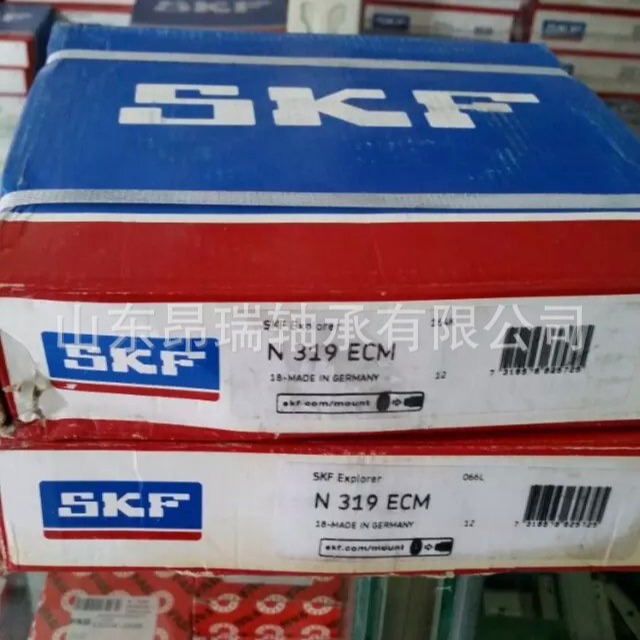 SKF
山东昂瑞轴承有限公司
SKF
SKF Explorer
N 319 ECM
18-MADE IN GERMANY
12
skf.com/mount
SKF
SKF Explorer
066L
N 319 ECM
18-MADE IN GERMANY
12
skf.com/mount